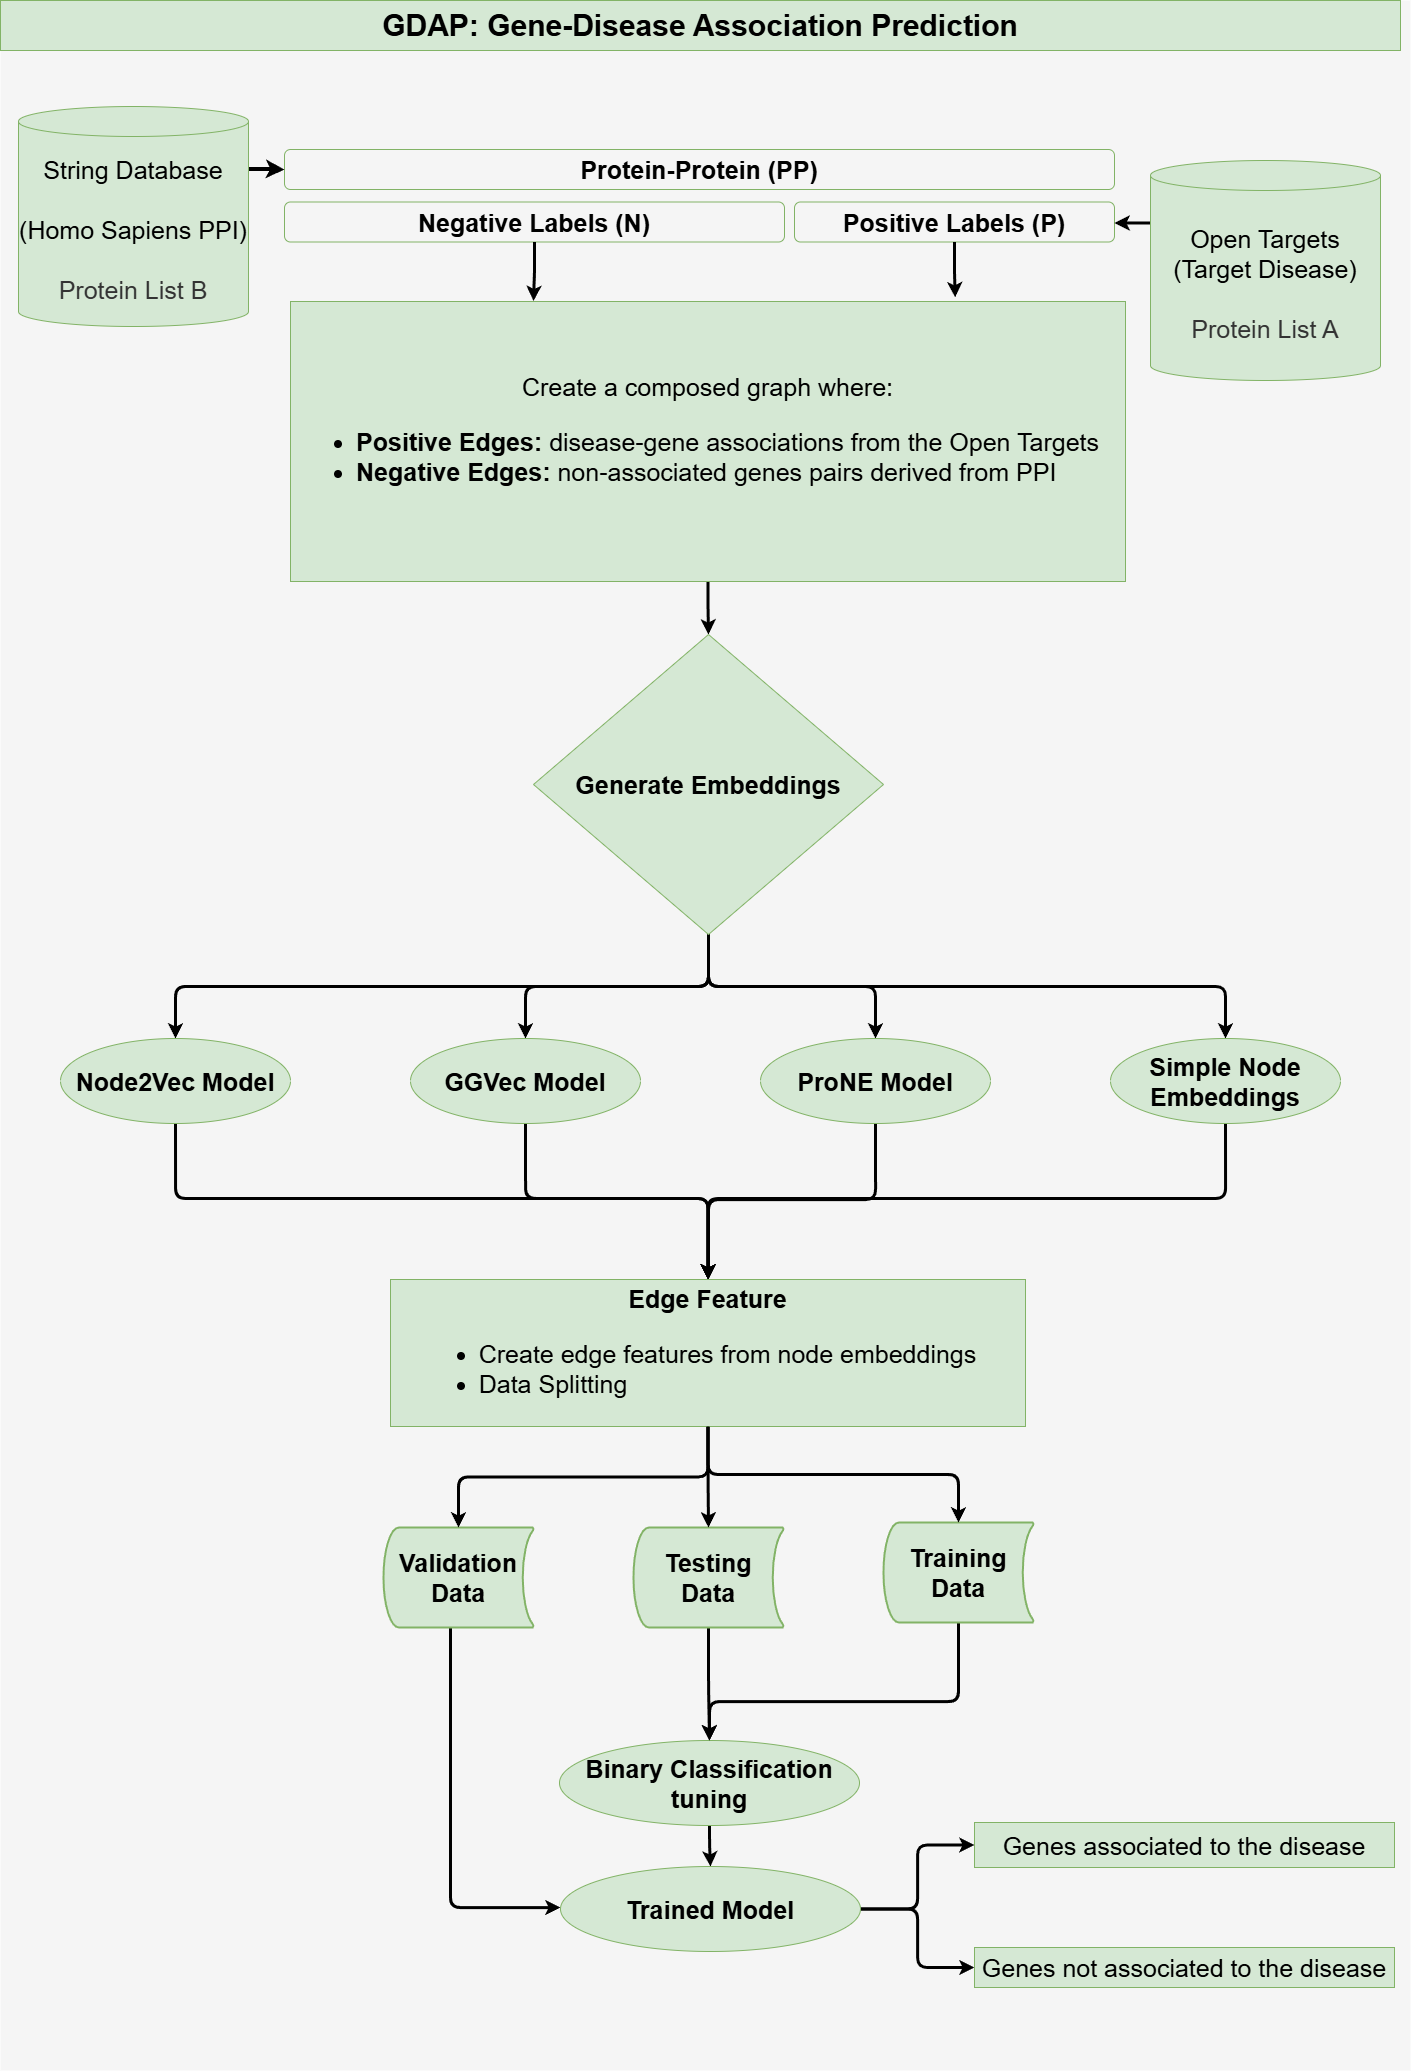 GDAP: Gene-Disease Association Prediction
String Database
(Homo Sapiens PPI)
Protein List B
Protein-Protein (PP)
Negative Labels (N)
Positive Labels (P)
Open Targets
(Target Disease)
Protein List A
Create a composed graph where:
• Positive Edges: disease-gene associations from the Open Targets
• Negative Edges: non-associated genes pairs derived from PPI
Generate Embeddings
Node2Vec Model
GGVec Model
ProNE Model
Simple Node
Embeddings
Edge Feature
• Create edge features from node embeddings
• Data Splitting
Validation
Data
Testing
Data
Training
Data
Binary Classification
tuning
Trained Model
Genes associated to the disease
Genes not associated to the disease